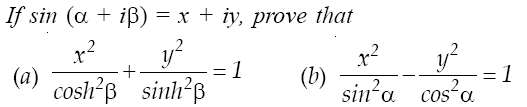 If sin (α + iβ) = x + iy, prove that
(a) x²/cosh²β + y²/sinh²β = 1 (b) x²/sin²α − y²/cos²α = 1